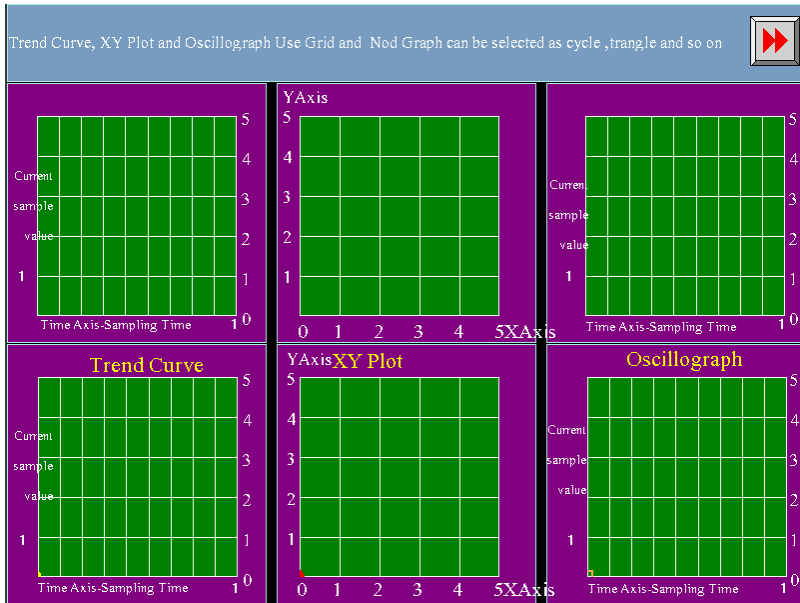 Trend Curve, XY Plot and Oscillograph Use Grid and Nod Graph can be selected as cycle ,trangle and so on
5
4
Current
3
sample
value
2
1
1
0
Time Axis-Sampling Time 1
YAxis
5
4
3
2
1
0 1 2 3 4 5XAxis
5
4
Curren
3
sample
value
2
1
1
0
Time Axis-Sampling Time 1
Trend Curve
5
4
Current
3
sample
value
2
1
1
0
Time Axis-Sampling Time 1
YAxis XY Plot
5
4
3
2
1
0 1 2 3 4 5XAxis
Oscillograph
5
4
Current
3
sample
value
2
1
1
0
Time Axis-Sampling Time 1